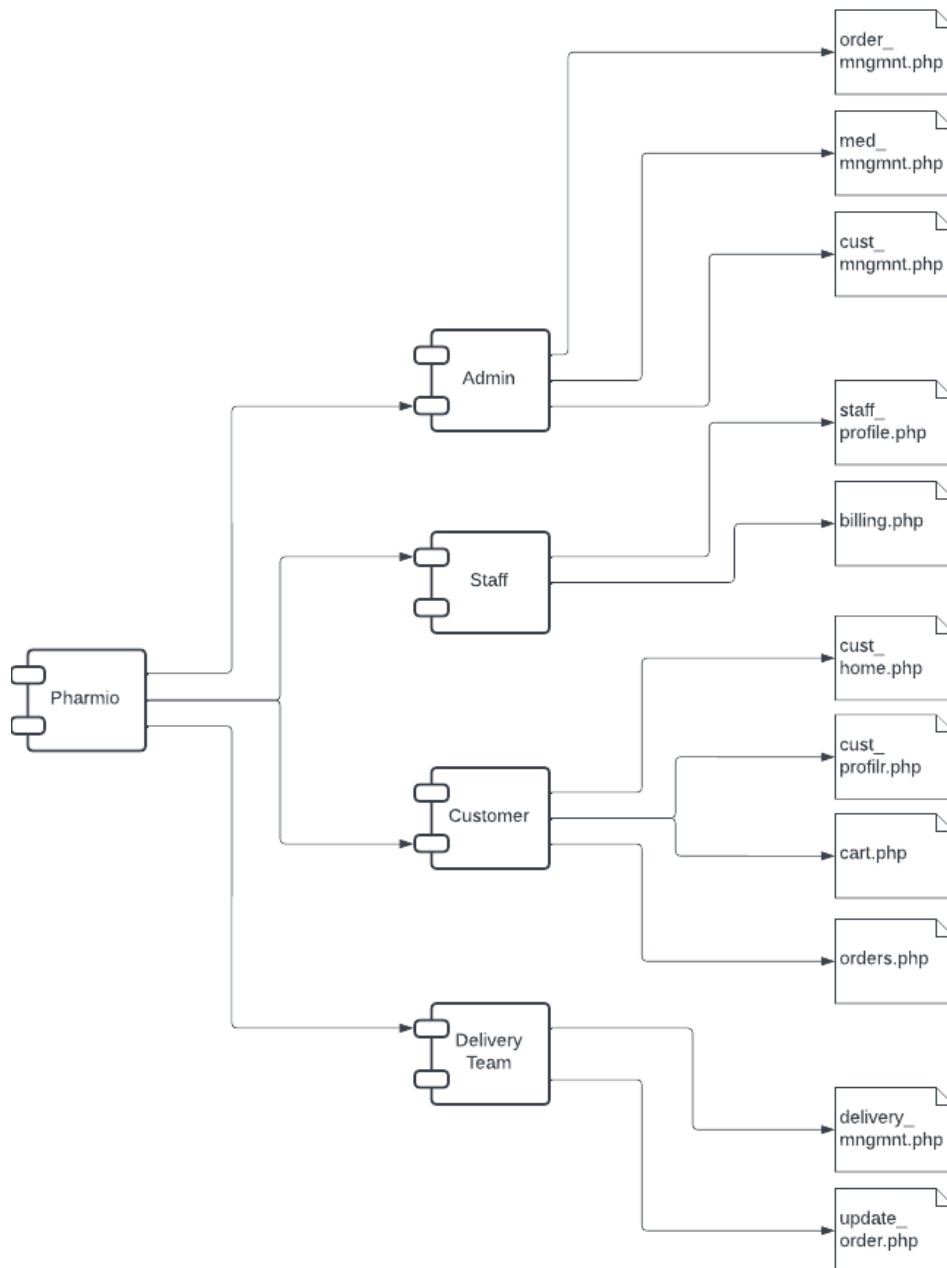 order_
mngmnt.php
med_
mngmnt.php
cust_
mngmnt.php
Admin
staff_
profile.php
billing.php
Staff
cust_
home.php
Pharmio
cust_
profilr.php
Customer
cart.php
orders.php
Delivery
Team
delivery_
mngmnt.php
update_
order.php